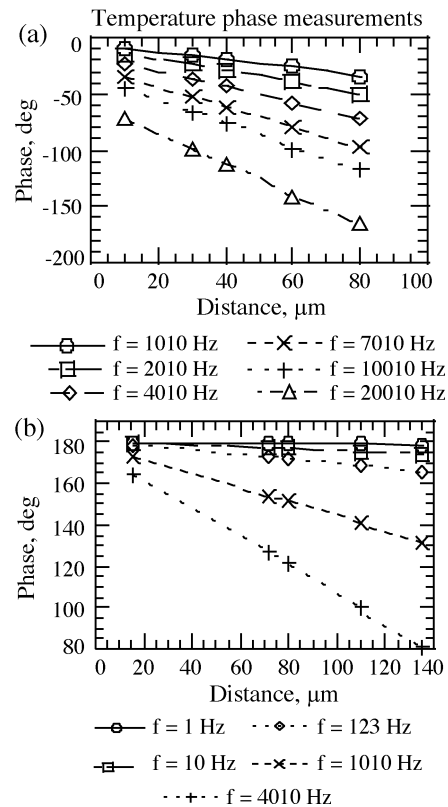 Temperature phase measurements
(a)
0
-50
-100
-150
-200
Phase, deg
0 20 40 60 80 100
Distance, μm
f = 1010 Hz f = 7010 Hz
f = 2010 Hz f = 10010 Hz
f = 4010 Hz f = 20010 Hz
(b)
180
160
140
120
100
80
Phase, deg
0 20 40 60 80 100 120 140
Distance, μm
f = 1 Hz f = 123 Hz
f = 10 Hz f = 1010 Hz
f = 4010 Hz